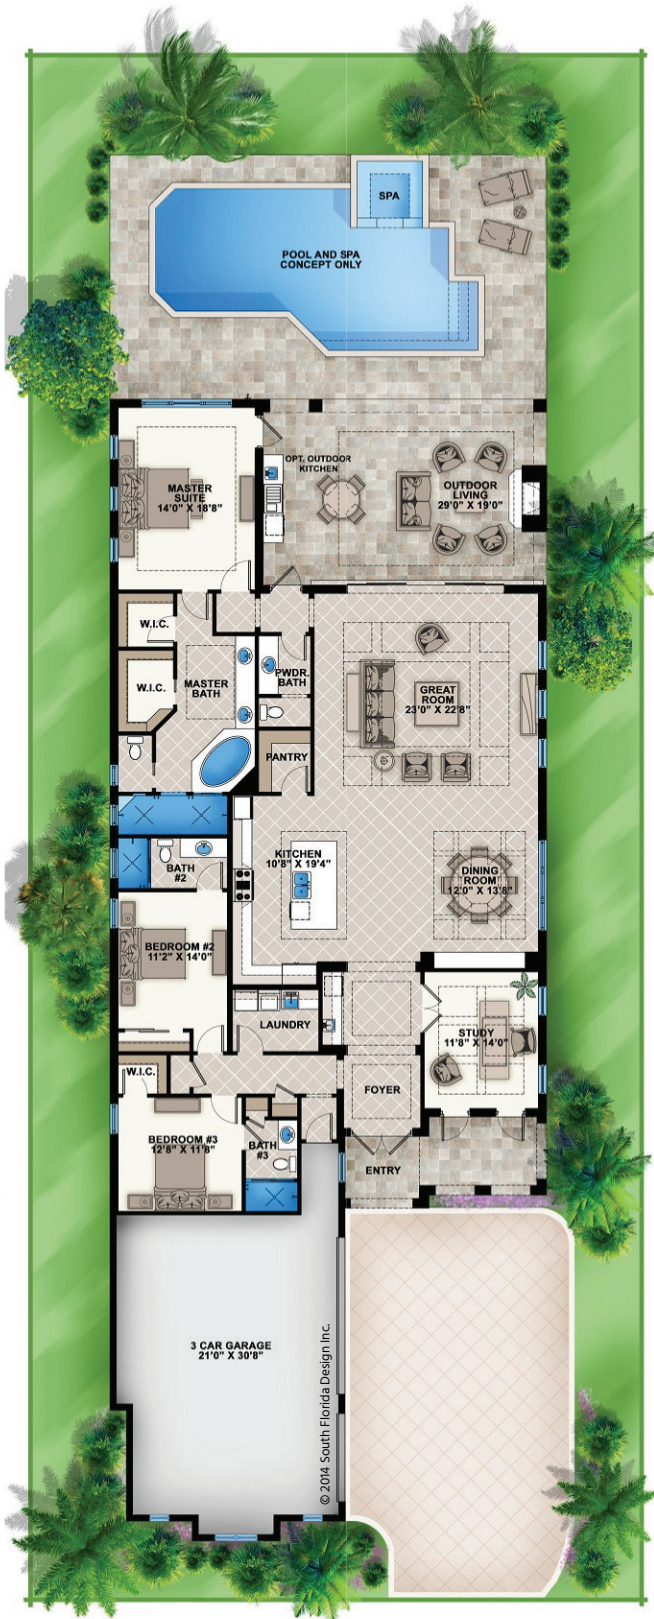 SPA
POOL AND SPA
CONCEPT ONLY
OPT. OUTDOOR
KITCHEN
MASTER
SUITE
14'0" X 18'8"
OUTDOOR
LIVING
29'0" X 19'0"
W.I.C.
W.I.C.
MASTER
BATH
PWDR.
BATH
GREAT
ROOM
23'0" X 22'8"
PANTRY
KITCHEN
10'8" X 19'4"
BATH
#2
DINING
ROOM
12'0" X 13'8"
BEDROOM #2
11'2" X 14'0"
LAUNDRY
STUDY
11'8" X 14'0"
W.I.C.
FOYER
BEDROOM #3
12'8" X 11'8"
BATH
#3
ENTRY
3 CAR GARAGE
21'0" X 30'8"
© 2014 South Florida Design Inc.